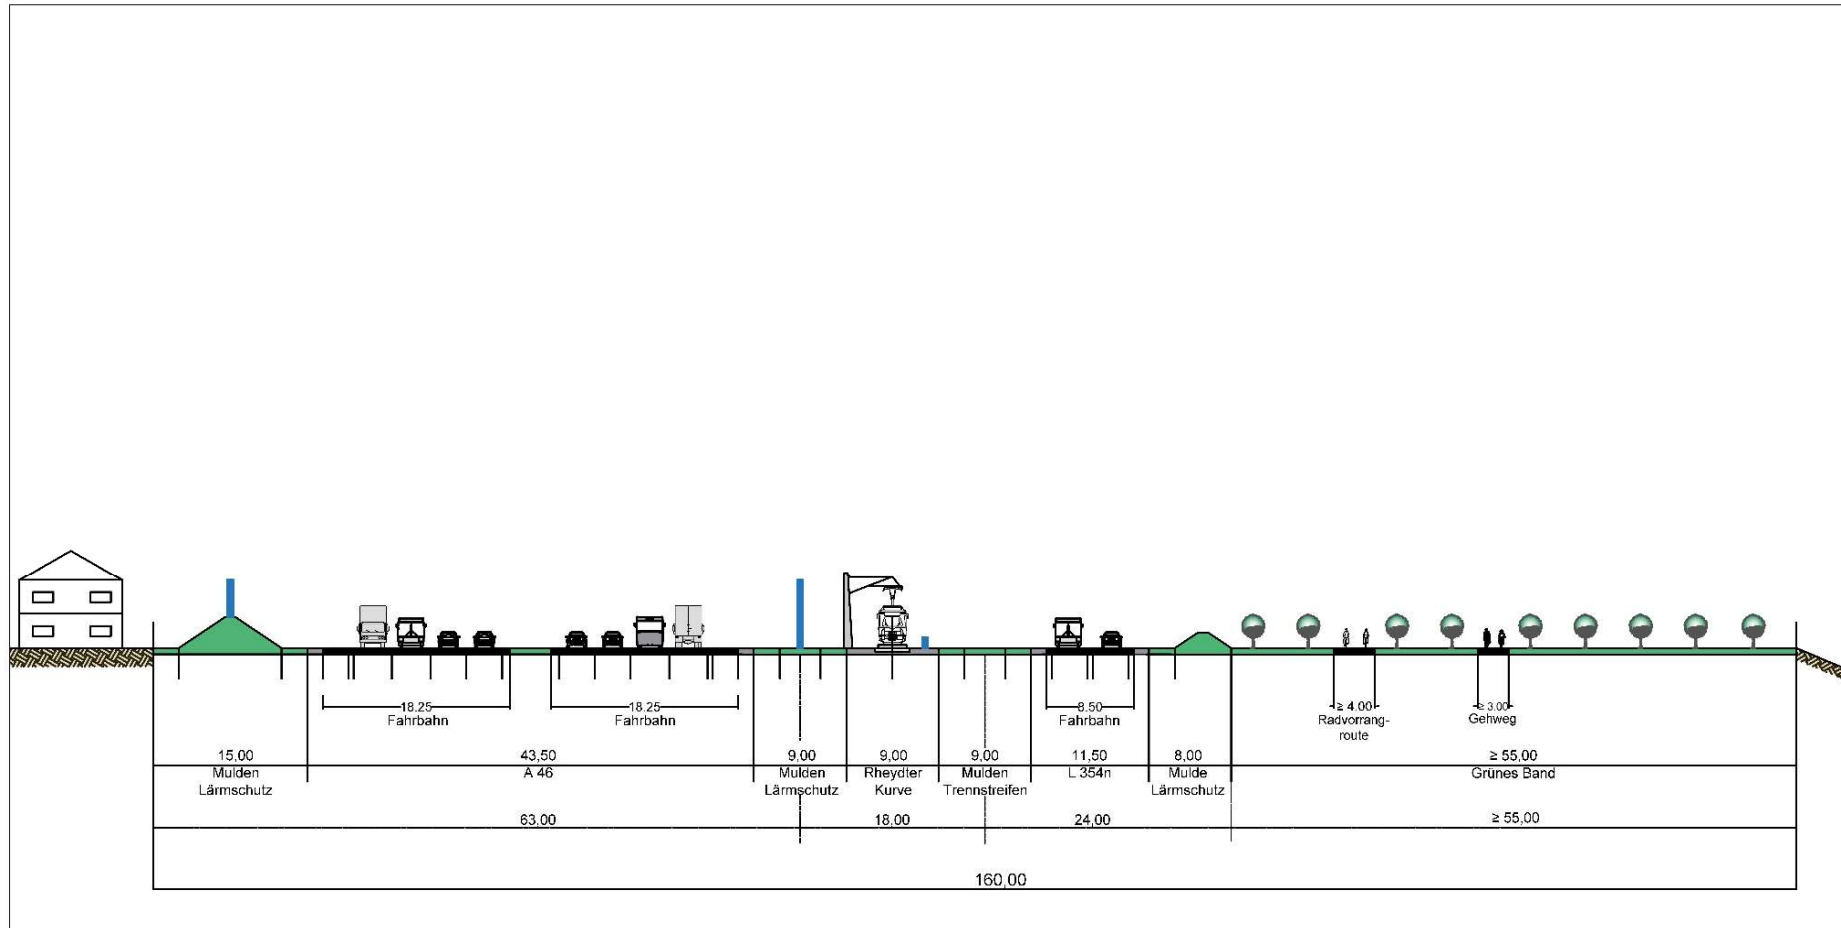 18.25
Fahrbahn
18.25
Fahrbahn
8.50
Fahrbahn
≥ 4.00
Radvorrang-
route
≥ 3.00
Gehweg
15,00
Mulden
Lärmschutz
43,50
A 46
9,00
Mulden
Lärmschutz
9,00
Rheydter
Kurve
9,00
Mulden
Trennstreifen
11,50
L 354n
8,00
Mulde
Lärmschutz
≥ 55,00
Grünes Band
63,00
18,00
24,00
≥ 55,00
160,00